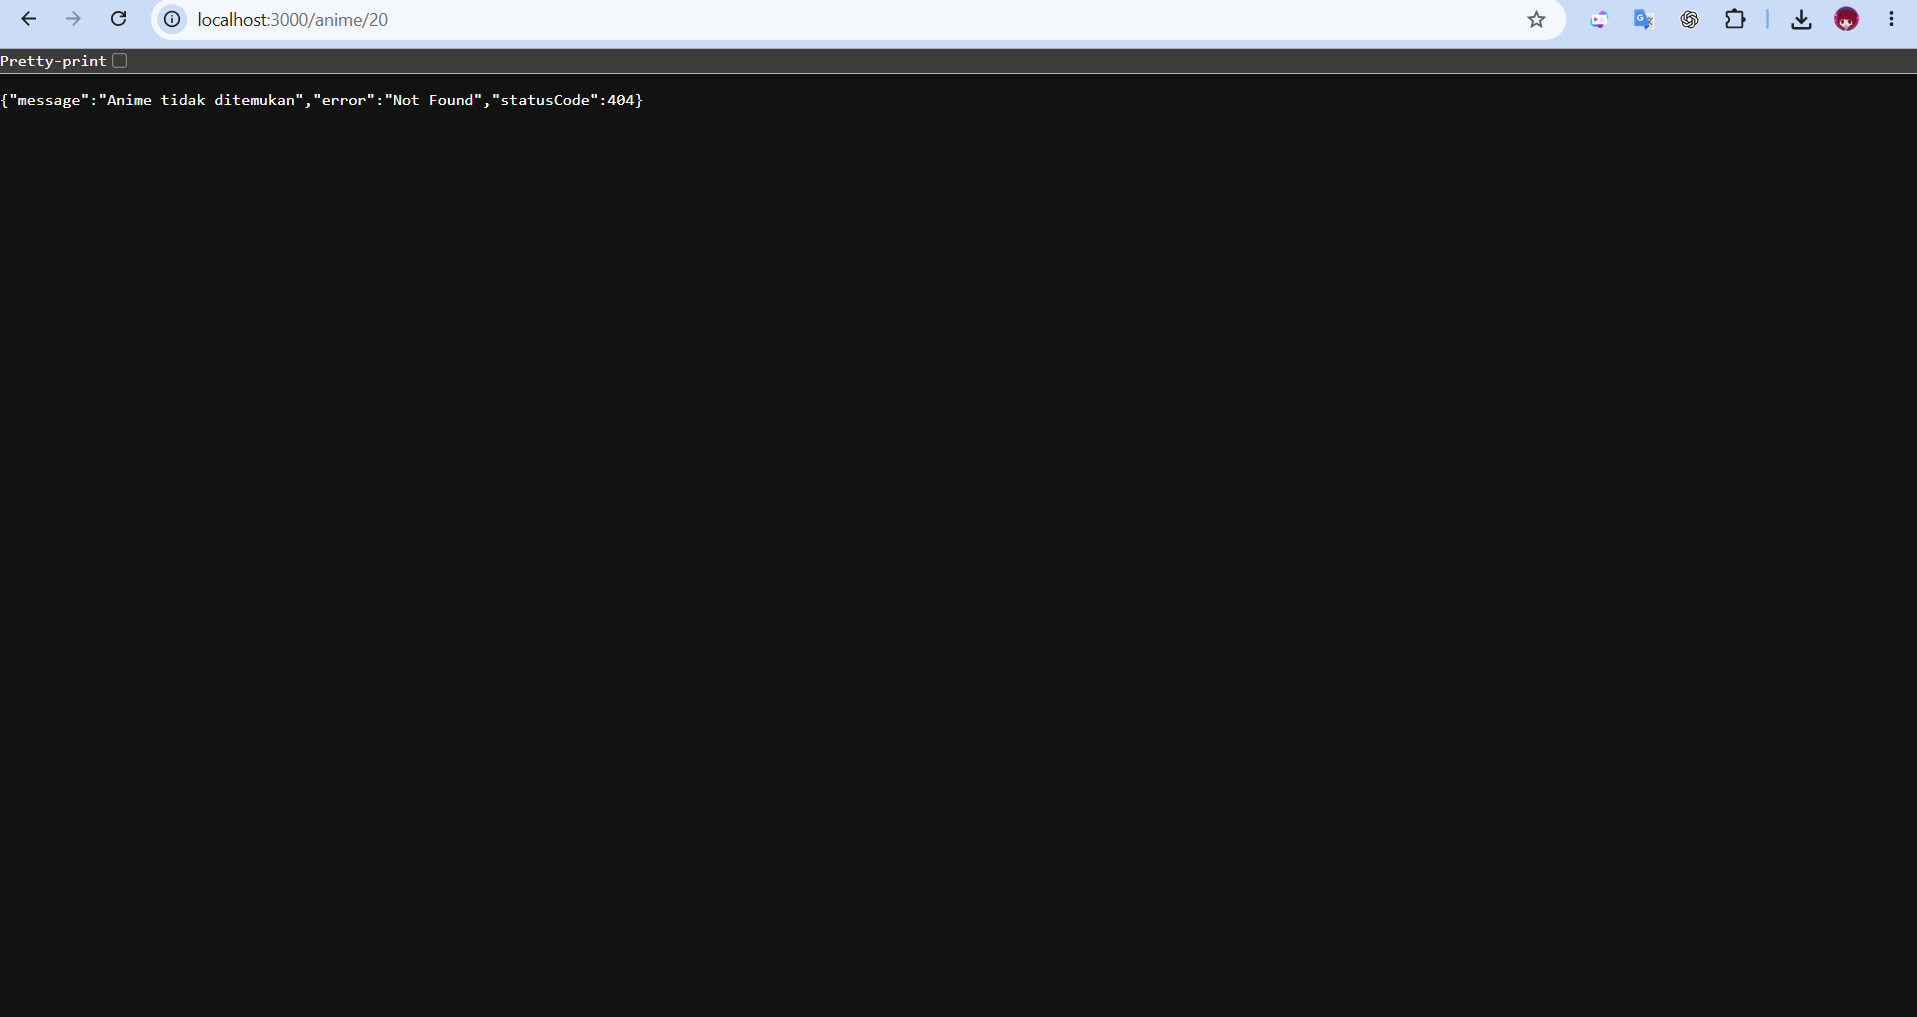 localhost:3000/anime/20
Pretty-print
{"message":"Anime tidak ditemukan","error":"Not Found","statusCode":404}